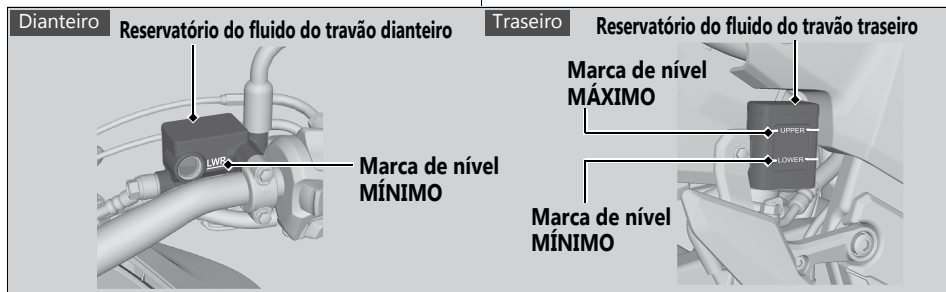 Dianteiro
Reservatório do fluido do travão dianteiro
LWR
Marca de nível
MÍNIMO
Traseiro
Reservatório do fluido do travão traseiro
Marca de nível
MÁXIMO
UPPER
LOWER
Marca de nível
MÍNIMO